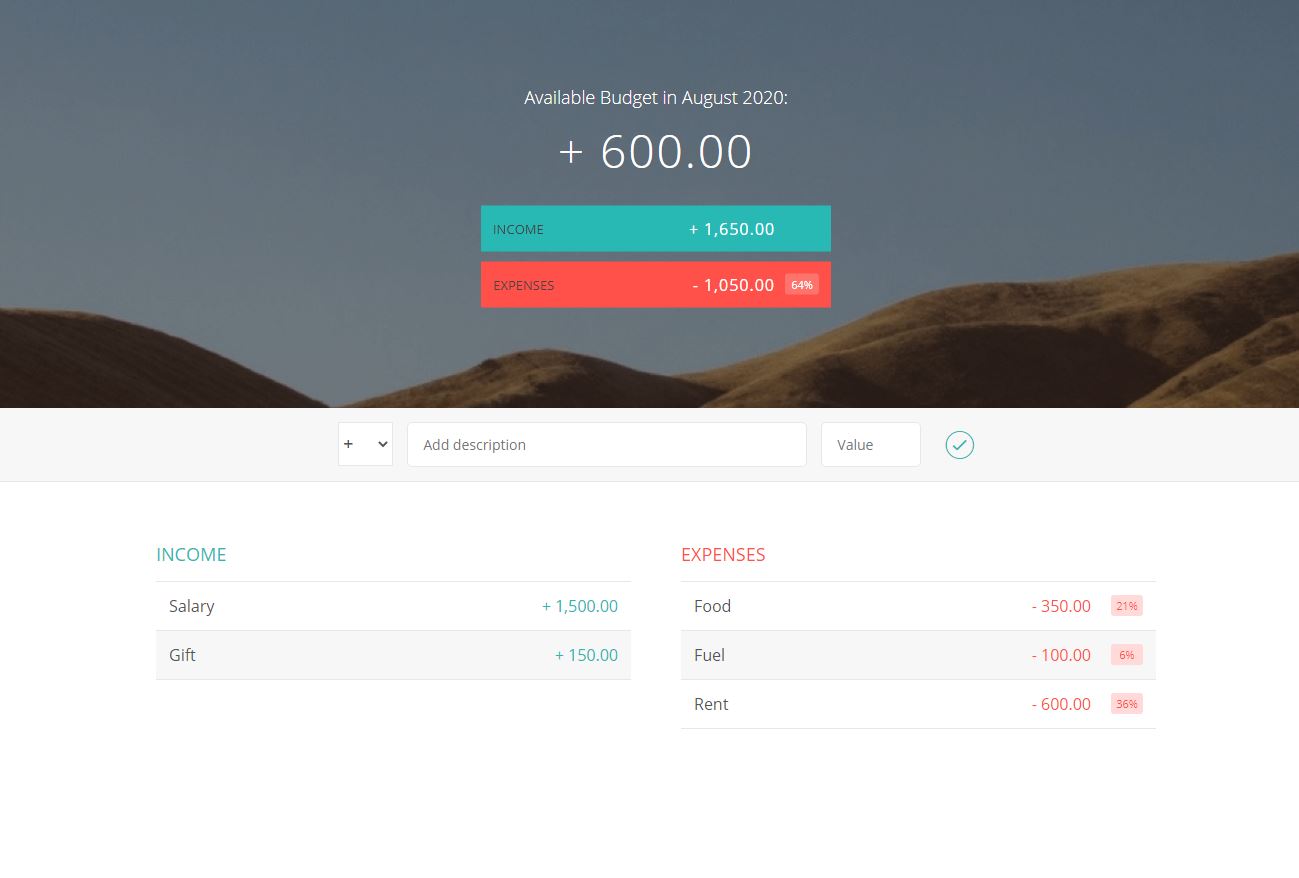 Available Budget in August 2020:
+ 600.00
INCOME + 1,650.00
EXPENSES - 1,050.00 64%
+ Add description Value
INCOME
Salary + 1,500.00
Gift + 150.00
EXPENSES
Food - 350.00 21%
Fuel - 100.00 6%
Rent - 600.00 36%